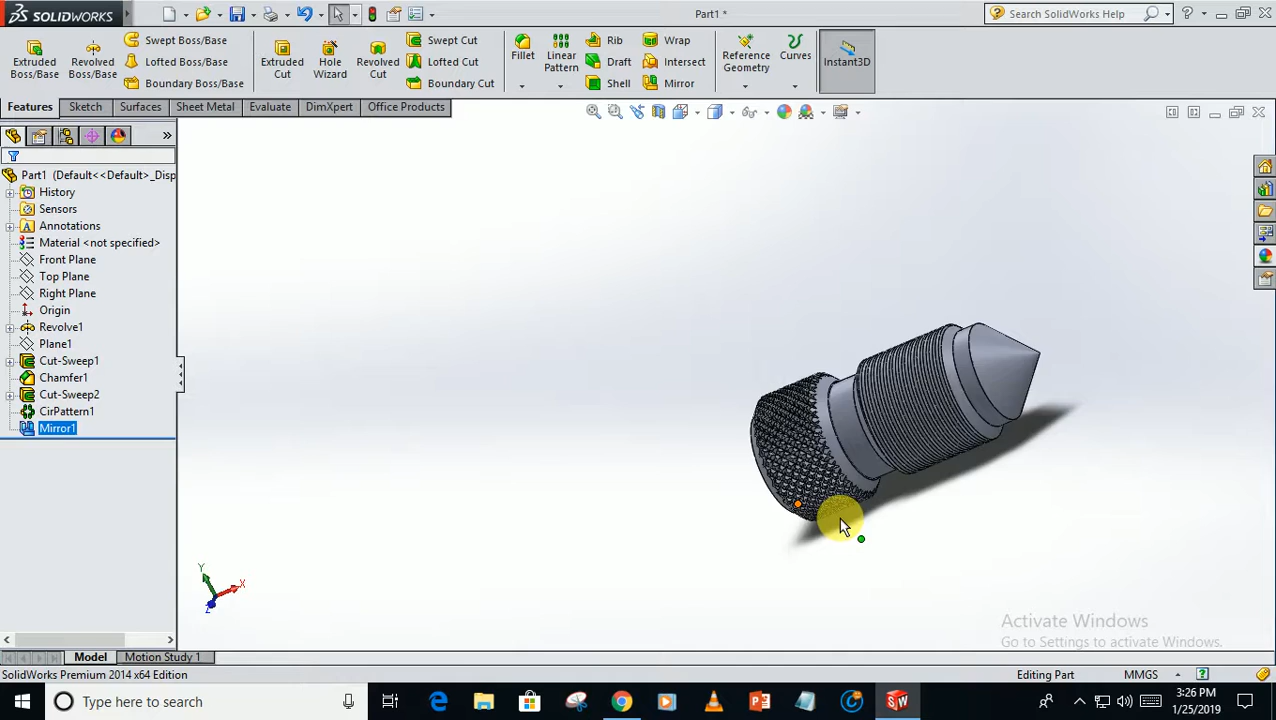 SOLIDWORKS
Part1 *
Search SolidWorks Help
Extruded Boss/Base
Revolved Boss/Base
Swept Boss/Base
Lofted Boss/Base
Boundary Boss/Base
Extruded Cut
Hole Wizard
Revolved Cut
Swept Cut
Lofted Cut
Boundary Cut
Fillet
Linear Pattern
Rib
Draft
Shell
Wrap
Intersect
Mirror
Reference Geometry
Curves
Instant3D
Features
Sketch
Surfaces
Sheet Metal
Evaluate
DimXpert
Office Products
Part1 (Default<<Default>_Disp
History
Sensors
Annotations
Material <not specified>
Front Plane
Top Plane
Right Plane
Origin
Revolve1
Plane1
Cut-Sweep1
Chamfer1
Cut-Sweep2
CirPattern1
Mirror1
Y
X
Z
Activate Windows
Go to Settings to activate Windows.
Model
Motion Study 1
SolidWorks Premium 2014 x64 Edition
Editing Part
MMGS
Type here to search
3:26 PM
1/25/2019